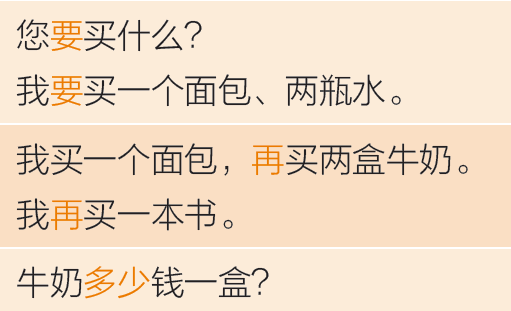 您要买什么？
我要买一个面包、两瓶水。
我买一个面包，再买两盒牛奶。
我再买一本书。
牛奶多少钱一盒？